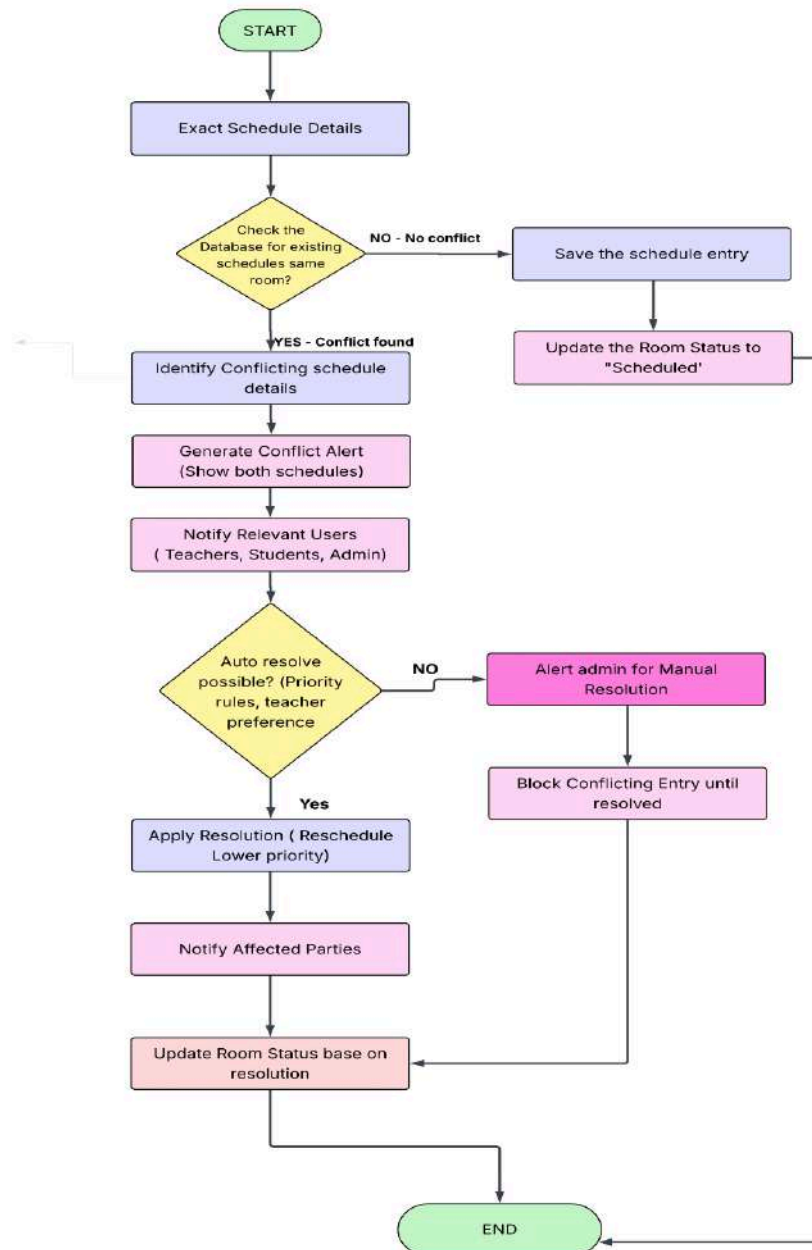 START
Exact Schedule Details
Check the
Database for existing
schedules same
room?
NO - No conflict
Save the schedule entry
Update the Room Status to
"Scheduled'
YES - Conflict found
Identify Conflicting schedule
details
Generate Conflict Alert
(Show both schedules)
Notify Relevant Users
( Teachers, Students, Admin)
Auto resolve
possible? (Priority
rules, teacher
preference
NO
Alert admin for Manual
Resolution
Block Conflicting Entry until
resolved
Yes
Apply Resolution ( Reschedule
Lower priority)
Notify Affected Parties
Update Room Status base on
resolution
END